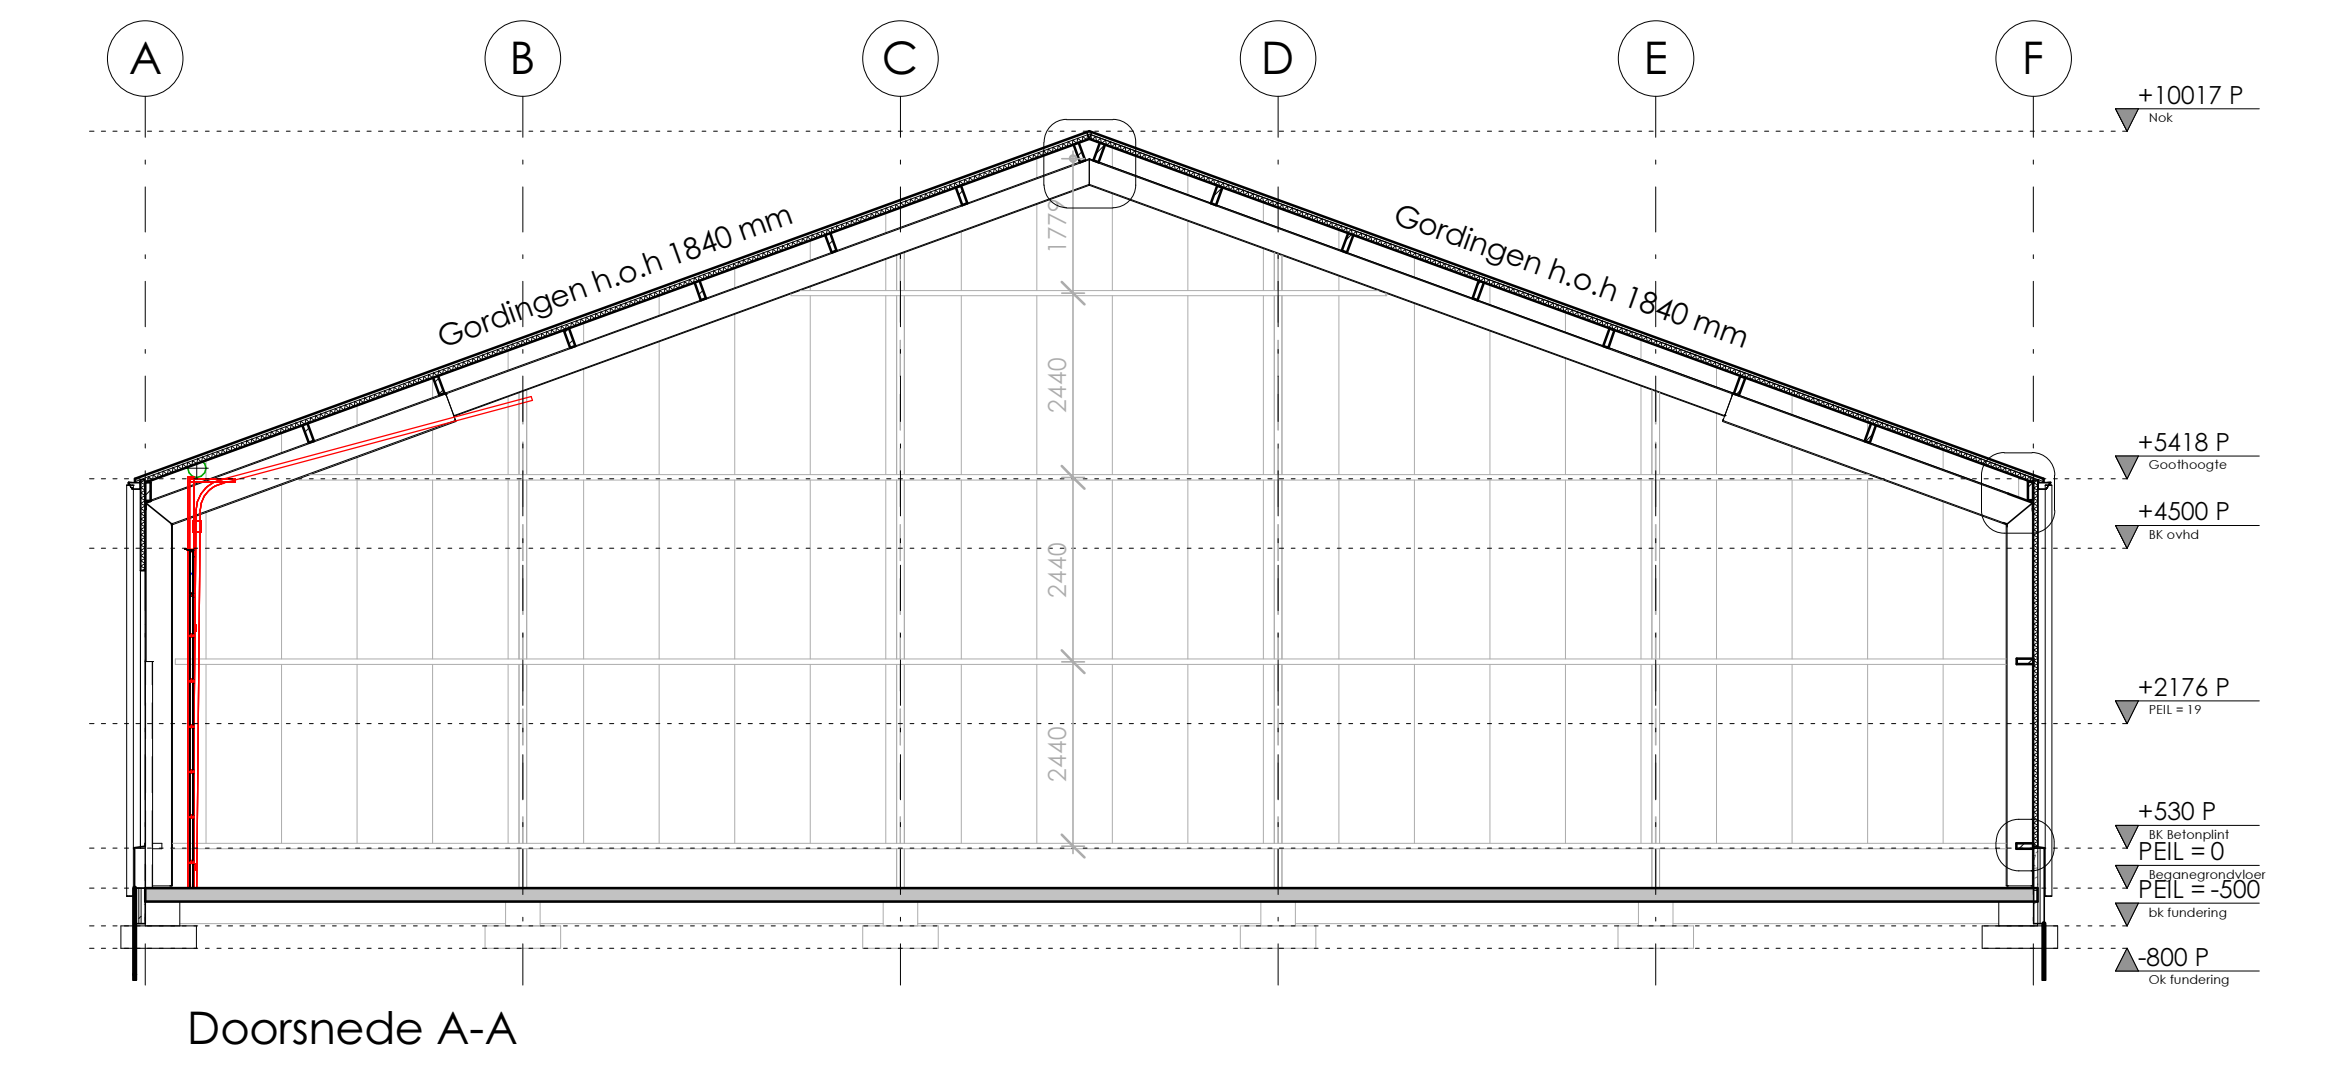 A B C D E F
+10017 P
Nok
Gordingen h.o.h 1840 mm
Gordingen h.o.h 1840 mm
1779
2440
+5418 P
Goothoogte
+4500 P
BK ovhd
2440
+2176 P
PEIL = 19
2440
+530 P
BK Betonplint
PEIL = 0
Beganegrondvloer
PEIL = -500
bk fundering
-800 P
Ok fundering
Doorsnede A-A